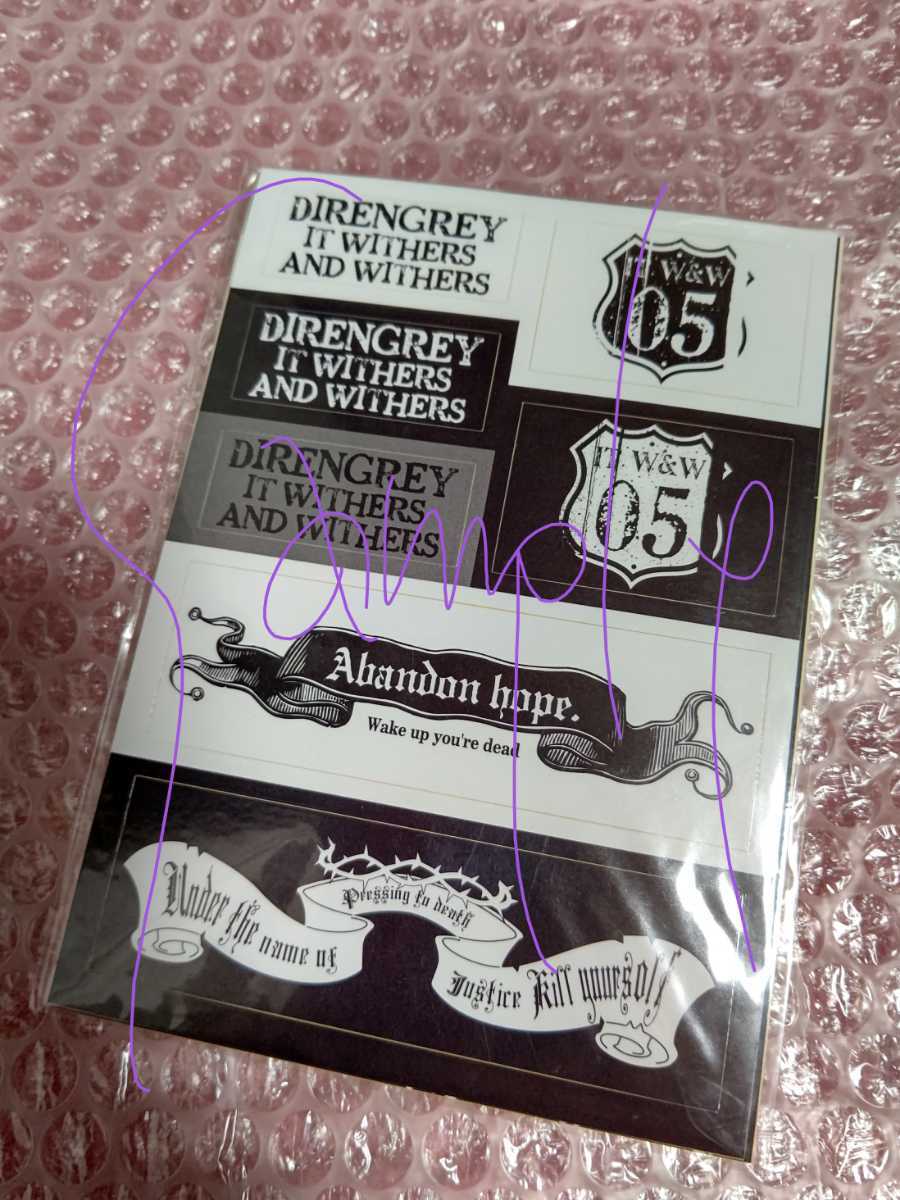 DIRENGREY
IT WITHERS
AND WITHERS
IT W&W
05
DIRENGREY
IT WITHERS
AND WITHERS
DIRENGREY
IT WITHERS
AND WITHERS
IT W&W
05
Sample
Abandon hope.
Wake up you're dead
Pressing to death
Under the name of
Justice Kill yourself